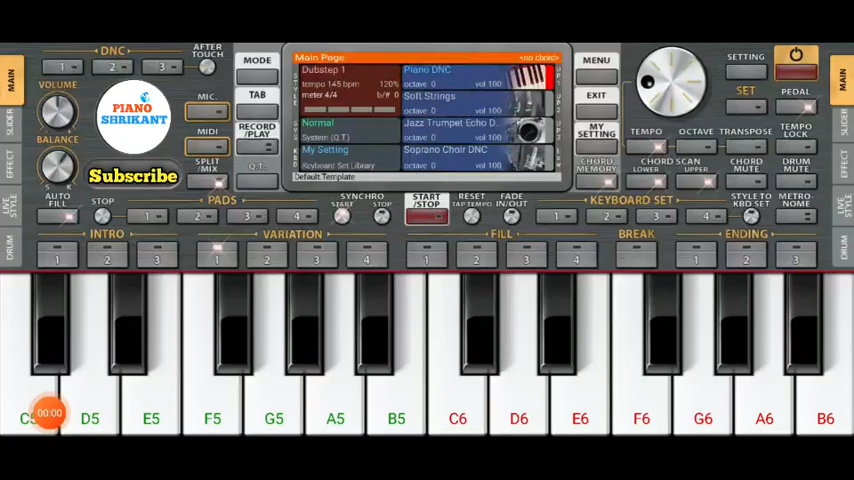 DNC
AFTER TOUCH
1 2 3
MAIN
SLIDER
EFFECT
LIVE STYLE
DRUM
VOLUME
BALANCE
S K
PIANO
SHRIKANT
Subscribe
MIC.
MIDI
SPLIT /MIX
MODE
TAB
RECORD /PLAY
Q.T.
Main Page <no chord>
Dubstep 1
tempo 145 bpm 120%
meter 4/4 b/# 0
Normal
System (Q.T.)
My Setting
Keyboard Set Library
Piano DNC
octave 0 vol 100
Soft Strings
octave 0 vol 100
Jazz Trumpet Echo D..
octave 0 vol 100
Soprano Choir DNC
octave 0 vol 100
Default Template
MENU
EXIT
MY SETTING
CHORD MEMORY
SETTING
SET
PEDAL
TEMPO OCTAVE TRANSPOSE TEMPO LOCK
CHORD SCAN
LOWER UPPER
CHORD MUTE
DRUM MUTE
MAIN
SLIDER
EFFECT
LIVE STYLE
DRUM
AUTO FILL
STOP
PADS
1 2 3 4
SYNCHRO
START STOP
START /STOP
RESET
TAP TEMPO
FADE IN/OUT
KEYBOARD SET
1 2 3 4
STYLE TO KBD SET
METRO-NOME
INTRO VARIATION FILL BREAK ENDING
1 2 3 1 2 3 4 1 2 3 4 1 2 3
00:00
C5 D5 E5 F5 G5 A5 B5 C6 D6 E6 F6 G6 A6 B6